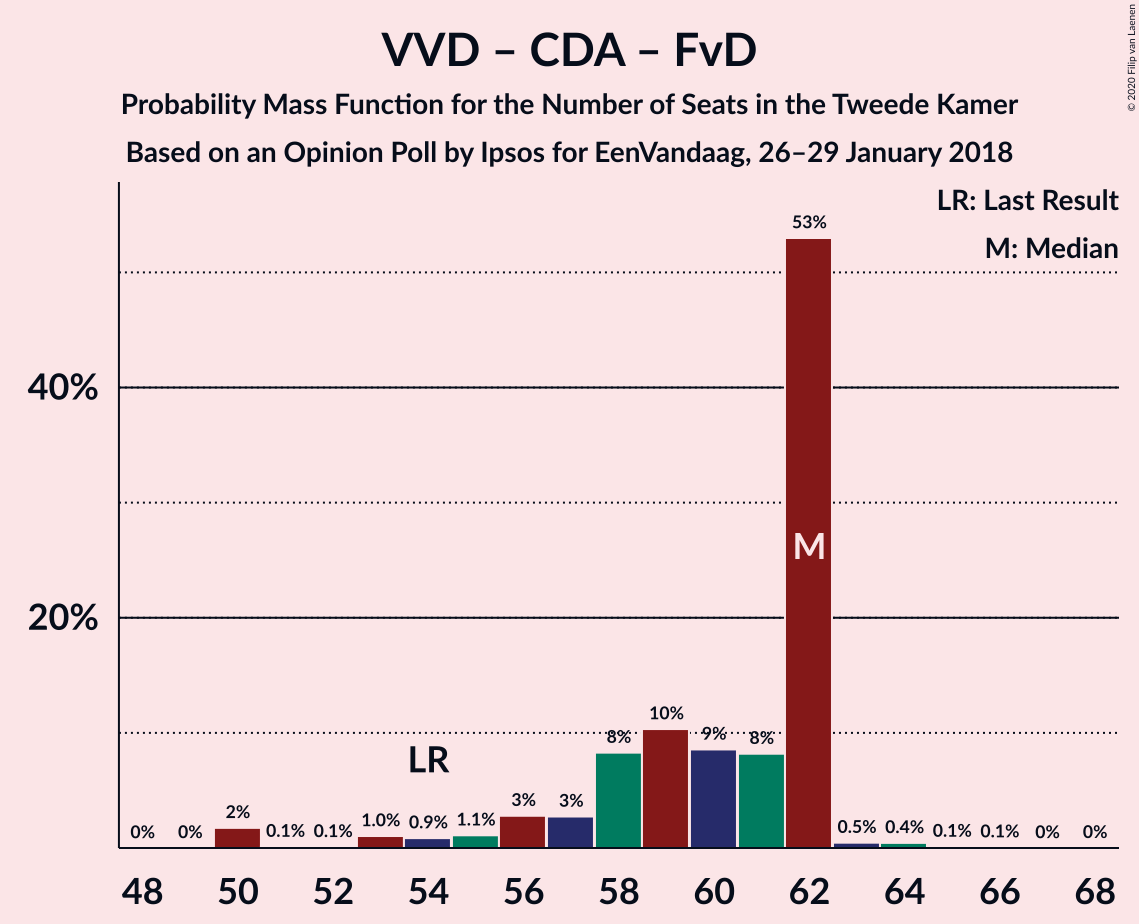 VVD – CDA – FvD
Probability Mass Function for the Number of Seats in the Tweede Kamer
Based on an Opinion Poll by Ipsos for EenVandaag, 26–29 January 2018
© 2020 Filip van Laenen
LR: Last Result
M: Median
53%
40%
M
20%
10%
9%
8%
8%
LR
3%
3%
2%
1.0%
0.9%
1.1%
0%
0%
0.1%
0.1%
0.5%
0.4%
0.1%
0.1%
0%
0%
48 50 52 54 56 58 60 62 64 66 68